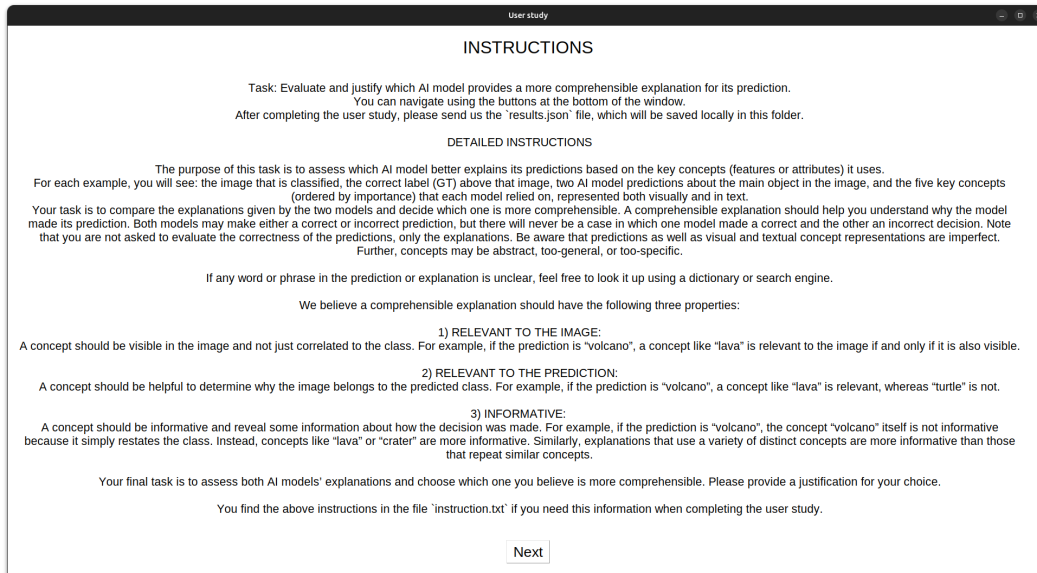 User study
INSTRUCTIONS
Task: Evaluate and justify which AI model provides a more comprehensible explanation for its prediction.
You can navigate using the buttons at the bottom of the window.
After completing the user study, please send us the `results.json` file, which will be saved locally in this folder.
DETAILED INSTRUCTIONS
The purpose of this task is to assess which AI model better explains its predictions based on the key concepts (features or attributes) it uses.
For each example, you will see: the image that is classified, the correct label (GT) above that image, two AI model predictions about the main object in the image, and the five key concepts
(ordered by importance) that each model relied on, represented both visually and in text.
Your task is to compare the explanations given by the two models and decide which one is more comprehensible. A comprehensible explanation should help you understand why the model
made its prediction. Both models may make either a correct or incorrect prediction, but there will never be a case in which one model made a correct and the other an incorrect decision. Note
that you are not asked to evaluate the correctness of the predictions, only the explanations. Be aware that predictions as well as visual and textual concept representations are imperfect.
Further, concepts may be abstract, too-general, or too-specific.
If any word or phrase in the prediction or explanation is unclear, feel free to look it up using a dictionary or search engine.
We believe a comprehensible explanation should have the following three properties:
1) RELEVANT TO THE IMAGE:
A concept should be visible in the image and not just correlated to the class. For example, if the prediction is “volcano”, a concept like “lava” is relevant to the image if and only if it is also visible.
2) RELEVANT TO THE PREDICTION:
A concept should be helpful to determine why the image belongs to the predicted class. For example, if the prediction is “volcano”, a concept like “lava” is relevant, whereas “turtle” is not.
3) INFORMATIVE:
A concept should be informative and reveal some information about how the decision was made. For example, if the prediction is “volcano”, the concept “volcano” itself is not informative
because it simply restates the class. Instead, concepts like “lava” or “crater” are more informative. Similarly, explanations that use a variety of distinct concepts are more informative than those
that repeat similar concepts.
Your final task is to assess both AI models’ explanations and choose which one you believe is more comprehensible. Please provide a justification for your choice.
You find the above instructions in the file `instruction.txt` if you need this information when completing the user study.
Next